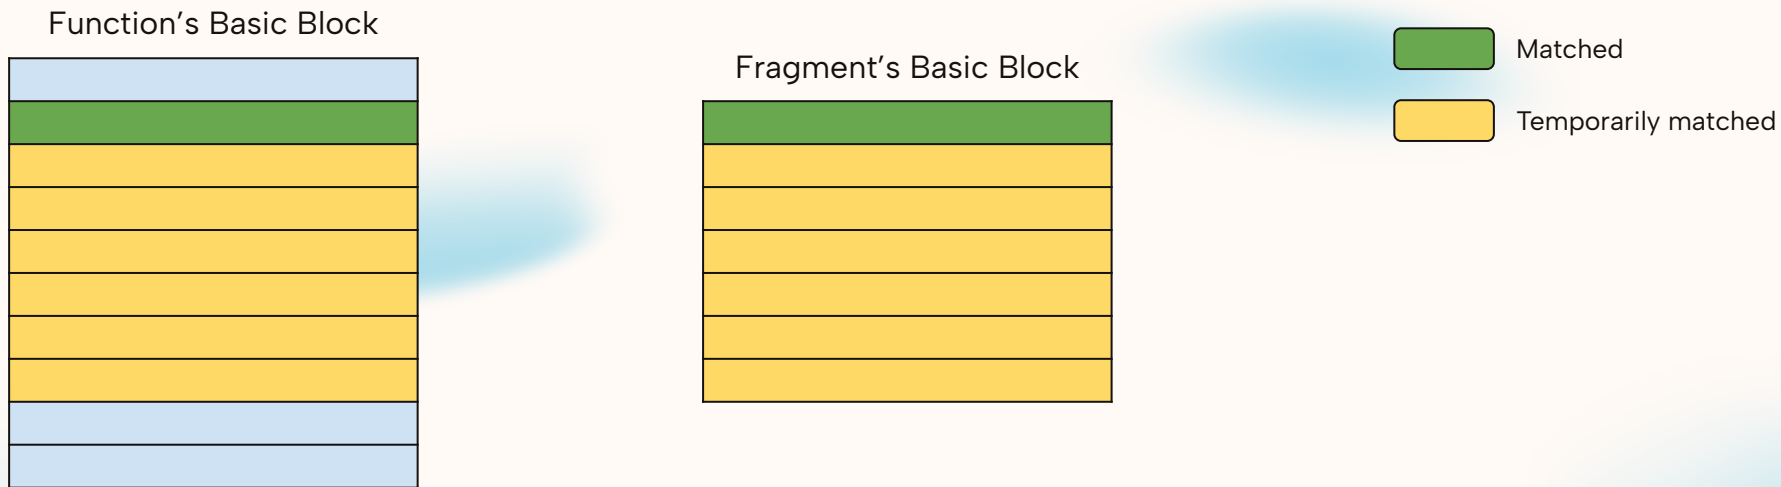 Function's Basic Block
Fragment's Basic Block
Matched
Temporarily matched